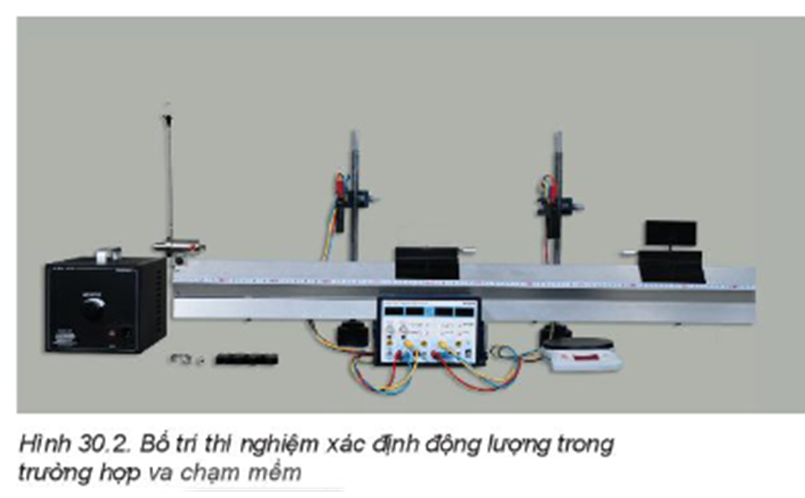 Hình 30.2. Bố trí thí nghiệm xác định động lượng trong
trường hợp va chạm mềm